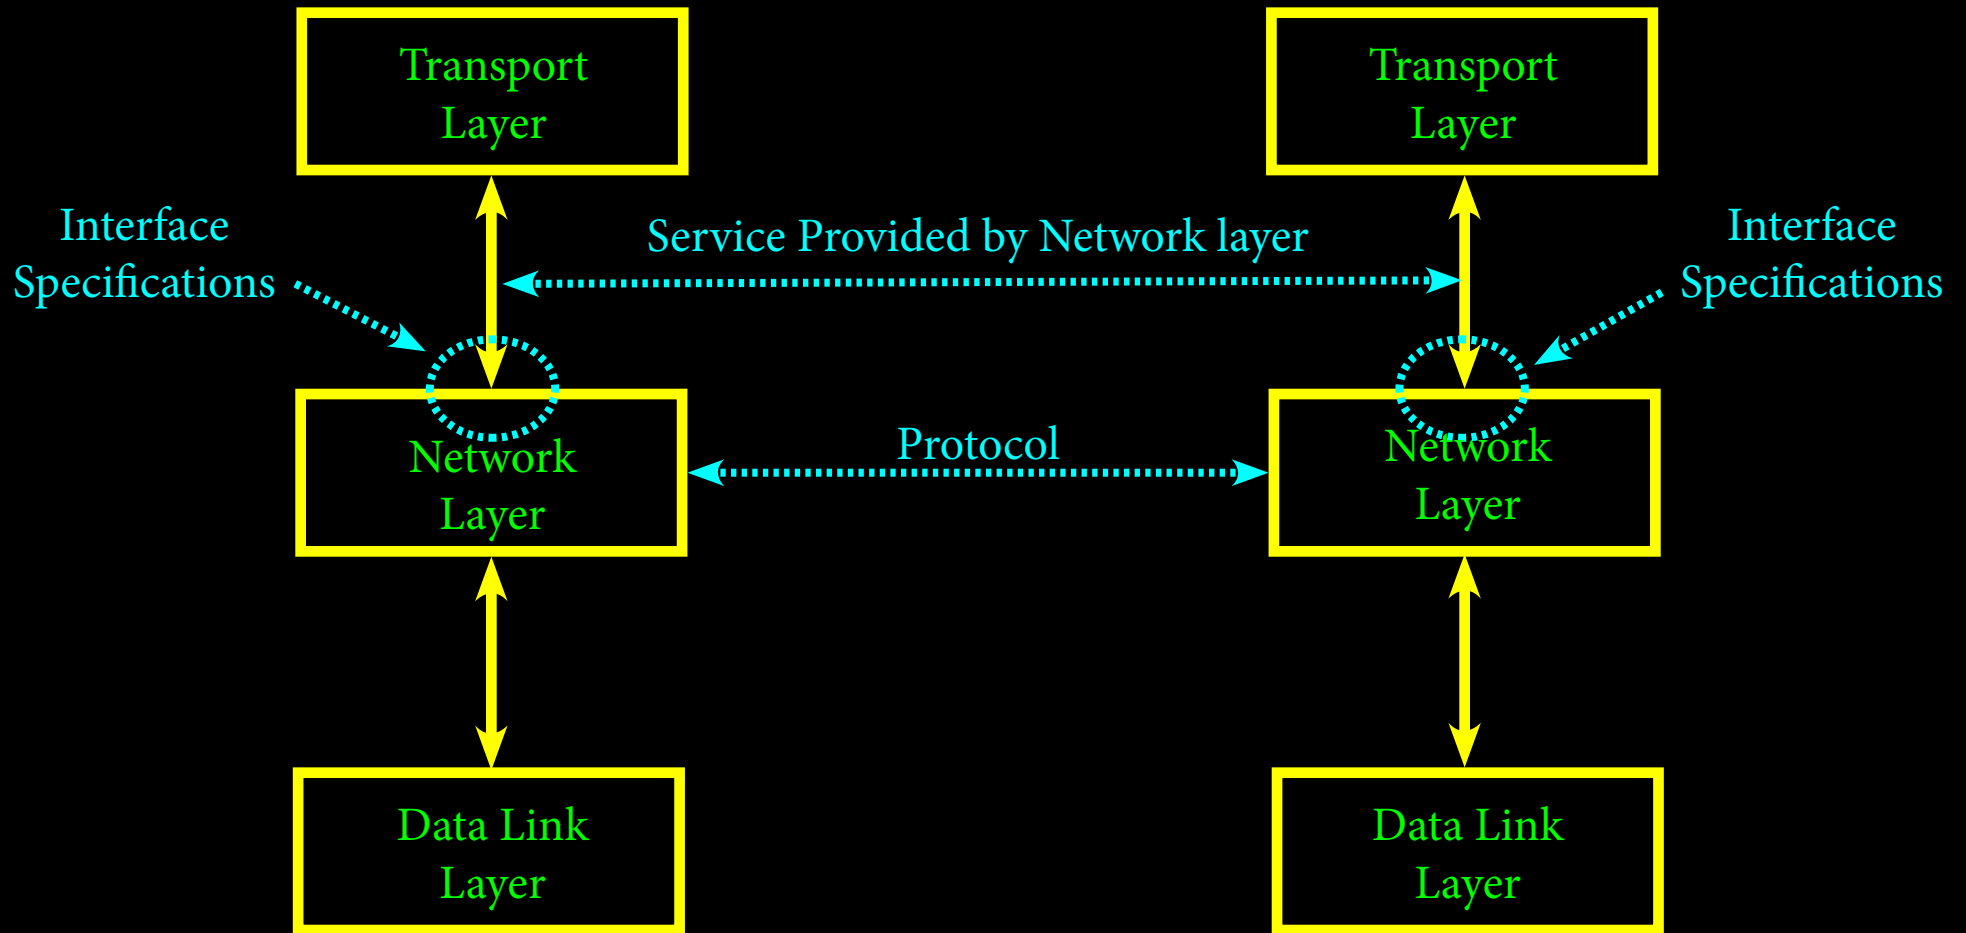 Transport
Layer
Transport
Layer
Interface
Specifications
Service Provided by Network layer
Interface
Specifications
Network
Layer
Protocol
Network
Layer
Data Link
Layer
Data Link
Layer